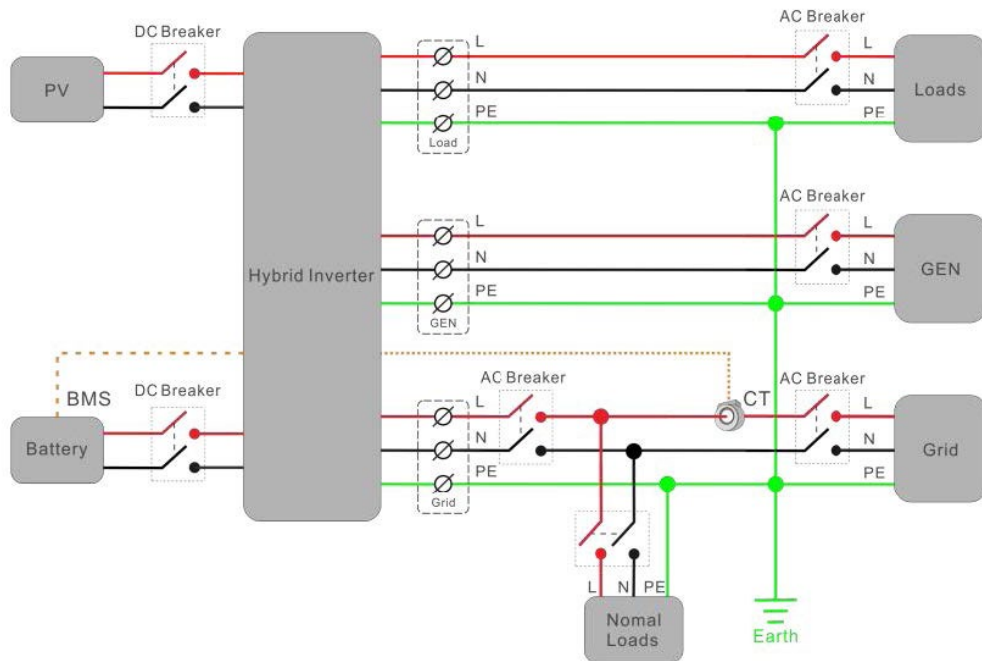 DC Breaker
AC Breaker
L
L
PV
N
N
Loads
PE
PE
Load
AC Breaker
L
L
Hybrid Inverter
N
N
GEN
PE
PE
GEN
BMS
DC Breaker
AC Breaker
CT
AC Breaker
L
L
Battery
N
N
Grid
PE
PE
Grid
L
N
PE
Nomal
Loads
Earth